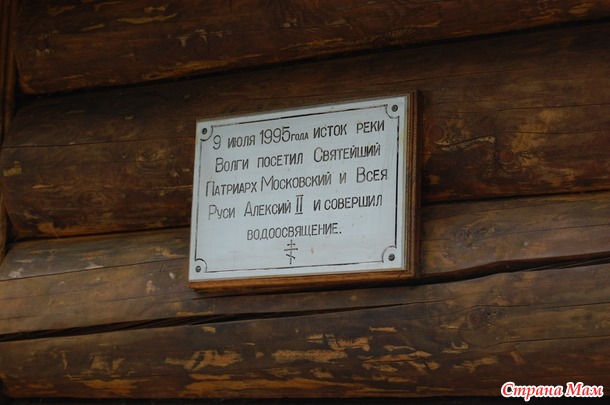 9 июля 1995 года исток реки
Волги посетил Святейший
Патриарх Московский и Всея
Руси Алексий II и совершил
водоосвящение.
Страна Мам